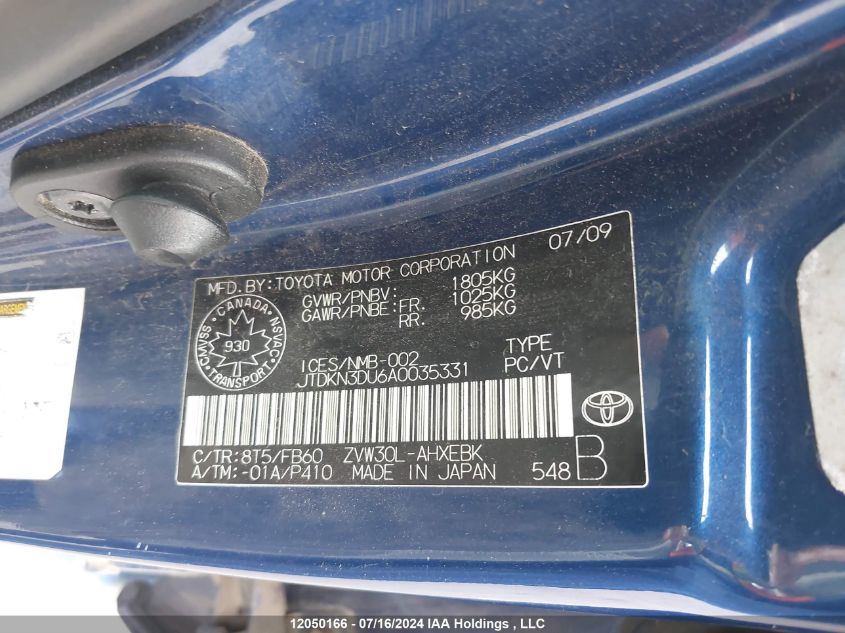 MFD.BY:TOYOTA MOTOR CORPORATION 07/09
GVWR/PNBV: 1805KG
GAWR/PNBE:FR. 1025KG
RR. 985KG
CANADA
CMVSS 930 NSVAC
TRANSPORT
ICES/NMB-002 TYPE
JTDKN3DU6A0035331 PC/VT
C/TR:8T5/FB60 ZVW30L-AHXEBK
A/TM:-01A/P410 MADE IN JAPAN 548 B
12050166 - 07/16/2024 IAA Holdings, LLC